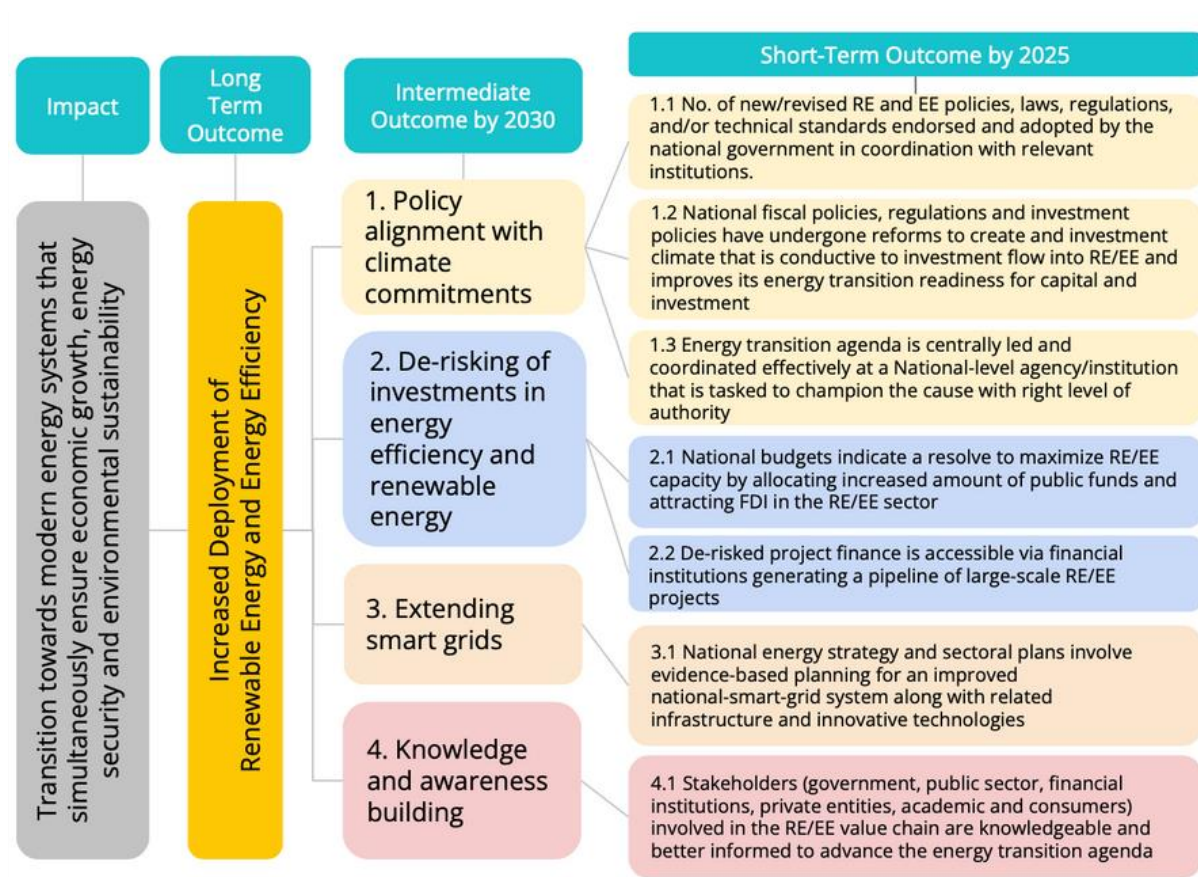 Impact
Long
Term
Outcome
Intermediate
Outcome by 2030
Short-Term Outcome by 2025
Transition towards modern energy systems that
simultaneously ensure economic growth, energy
security and environmental sustainability
Increased Deployment of
Renewable Energy and Energy Efficiency
1. Policy
alignment with
climate
commitments
1.1 No. of new/revised RE and EE policies, laws, regulations,
and/or technical standards endorsed and adopted by the
national government in coordination with relevant
institutions.
1.2 National fiscal policies, regulations and investment
policies have undergone reforms to create and investment
climate that is conductive to investment flow into RE/EE and
improves its energy transition readiness for capital and
investment
1.3 Energy transition agenda is centrally led and
coordinated effectively at a National-level agency/institution
that is tasked to champion the cause with right level of
authority
2. De-risking of
investments in
energy
efficiency and
renewable
energy
2.1 National budgets indicate a resolve to maximize RE/EE
capacity by allocating increased amount of public funds and
attracting FDI in the RE/EE sector
2.2 De-risked project finance is accessible via financial
institutions generating a pipeline of large-scale RE/EE
projects
3. Extending
smart grids
3.1 National energy strategy and sectoral plans involve
evidence-based planning for an improved
national-smart-grid system along with related
infrastructure and innovative technologies
4. Knowledge
and awareness
building
4.1 Stakeholders (government, public sector, financial
institutions, private entities, academic and consumers)
involved in the RE/EE value chain are knowledgeable and
better informed to advance the energy transition agenda